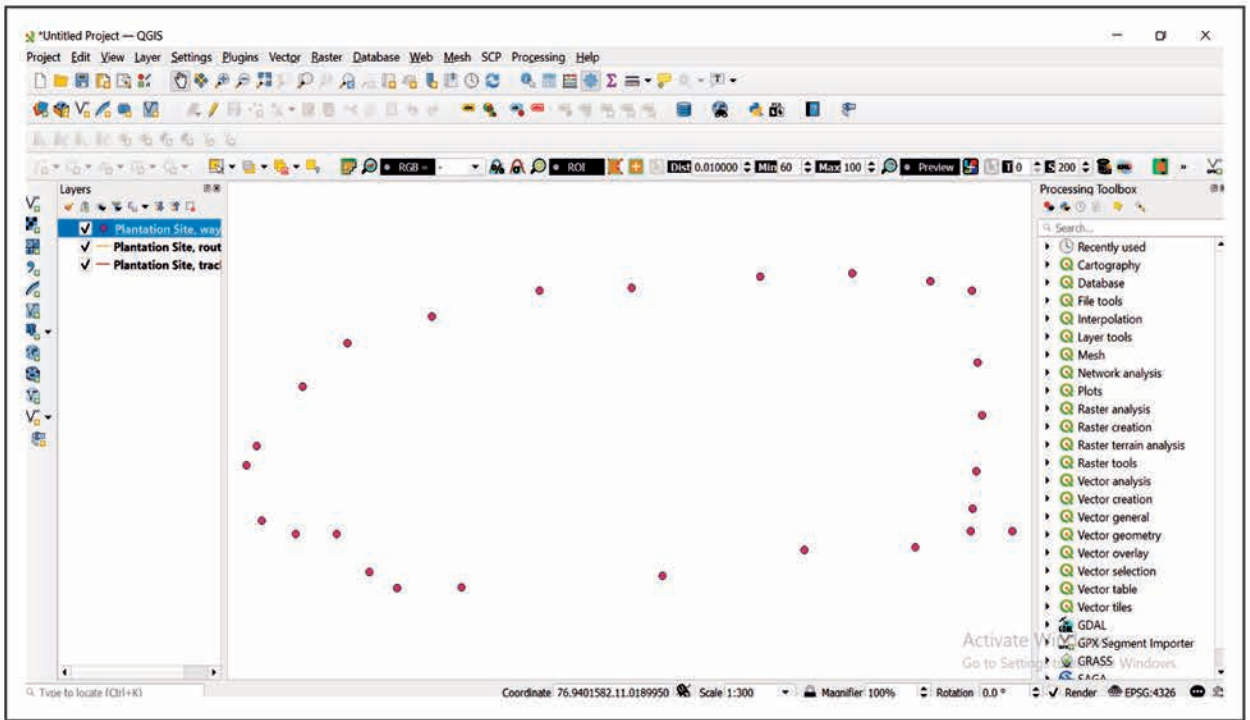 *Untitled Project — QGIS
Project Edit View Layer Settings Plugins Vector Raster Database Web Mesh SCP Processing Help
RGB = - ROI Dist 0.010000 Min 60 Max 100 Preview T 0 S 200
Layers
Plantation Site, way
Plantation Site, rout
Plantation Site, trac
Processing Toolbox
Search...
Recently used
Cartography
Database
File tools
Interpolation
Layer tools
Mesh
Network analysis
Plots
Raster analysis
Raster creation
Raster terrain analysis
Raster tools
Vector analysis
Vector creation
Vector general
Vector geometry
Vector overlay
Vector selection
Vector table
Vector tiles
GDAL
GPX Segment Importer
GRASS
SAGA
Activate Windows
Go to Settings to activate Windows.
Type to locate (Ctrl+K) Coordinate 76.9401582,11.0189950 Scale 1:300 Magnifier 100% Rotation 0.0 ° Render EPSG:4326